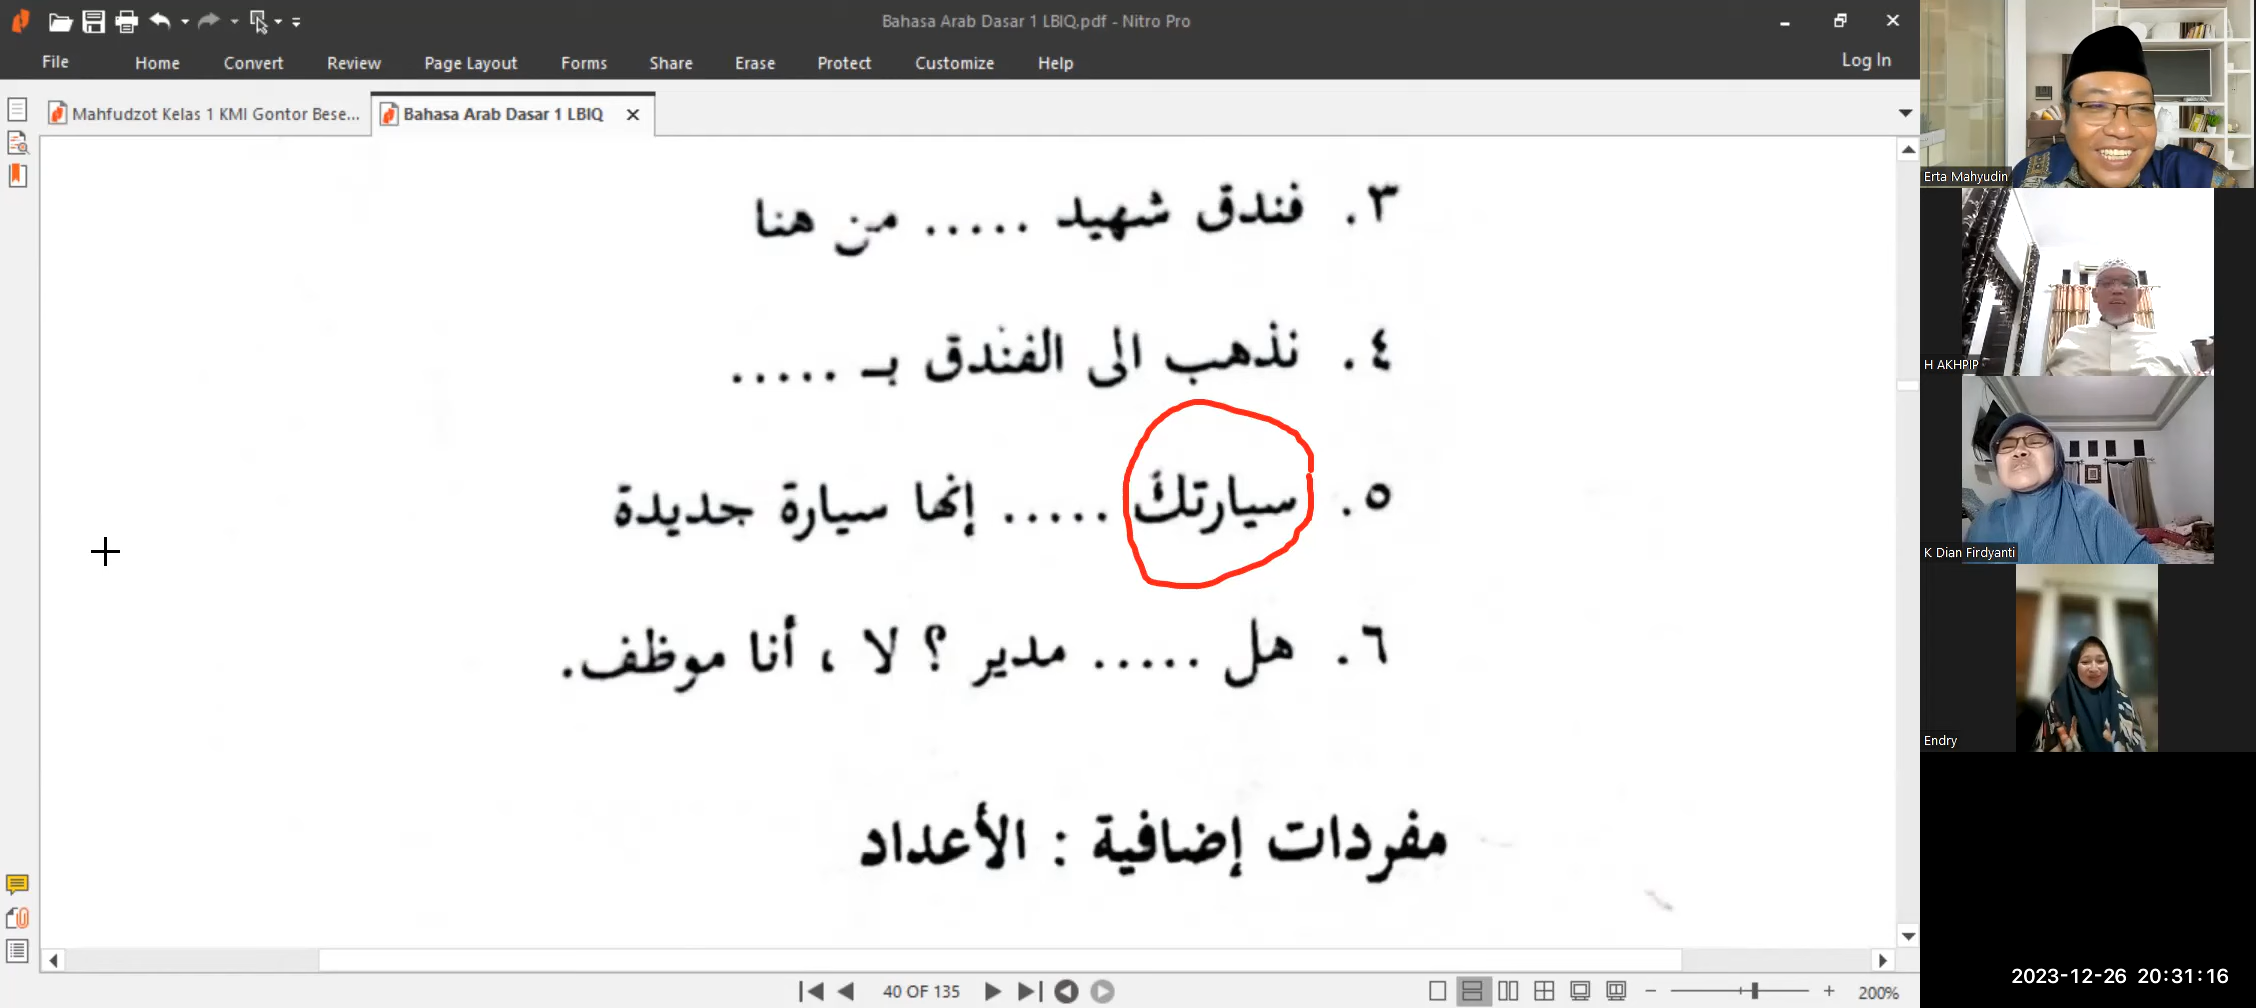 Bahasa Arab Dasar 1 LBIQ.pdf - Nitro Pro
File Home Convert Review Page Layout Forms Share Erase Protect Customize Help Log In
Mahfudzot Kelas 1 KMI Gontor Bese... Bahasa Arab Dasar 1 LBIQ
٣. فندق شهيد ..... من هنا
٤. نذهب الى الفندق بـ .....
٥. سيارتك ..... إنها سيارة جديدة
٦. هل ..... مدير ؟ لا ، أنا موظف.
مفردات إضافية : الأعداد
40 OF 135
200%
Erta Mahyudin
H AKHPIP
K Dian Firdyanti
Endry
2023-12-26 20:31:16